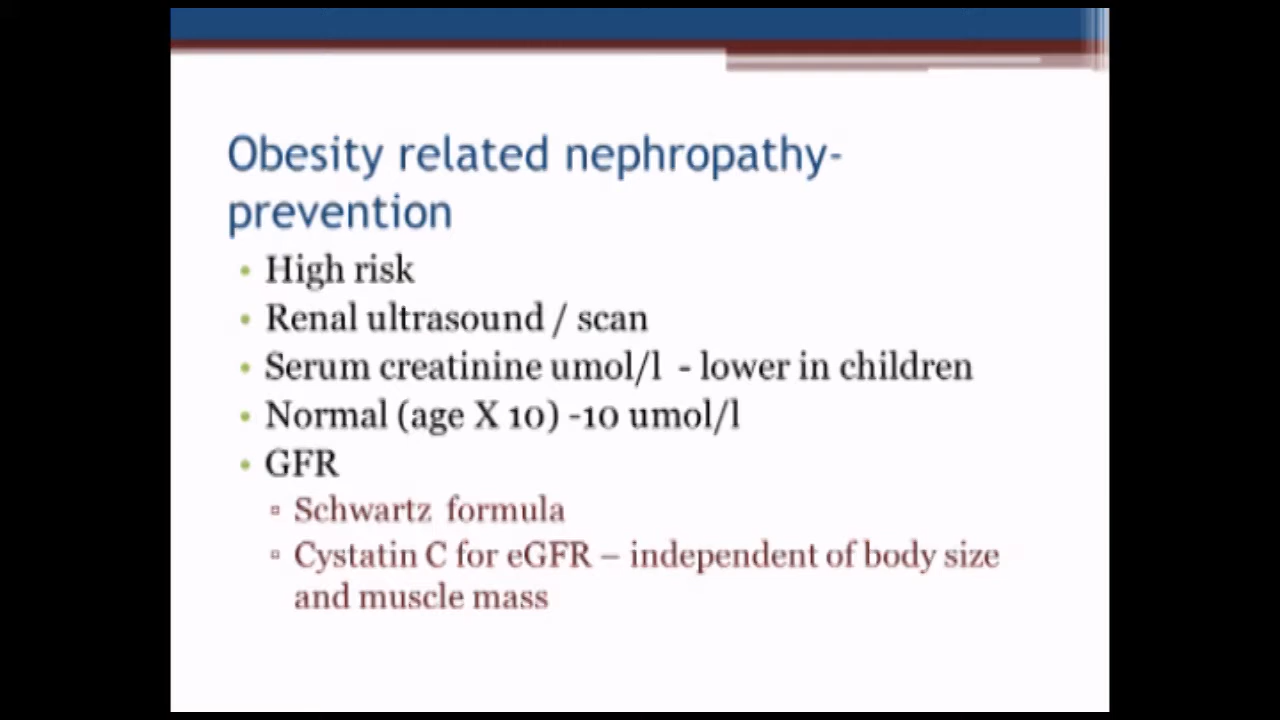 Obesity related nephropathy-
prevention
• High risk
• Renal ultrasound / scan
• Serum creatinine umol/l - lower in children
• Normal (age X 10) -10 umol/l
• GFR
▫ Schwartz formula
▫ Cystatin C for eGFR – independent of body size
and muscle mass